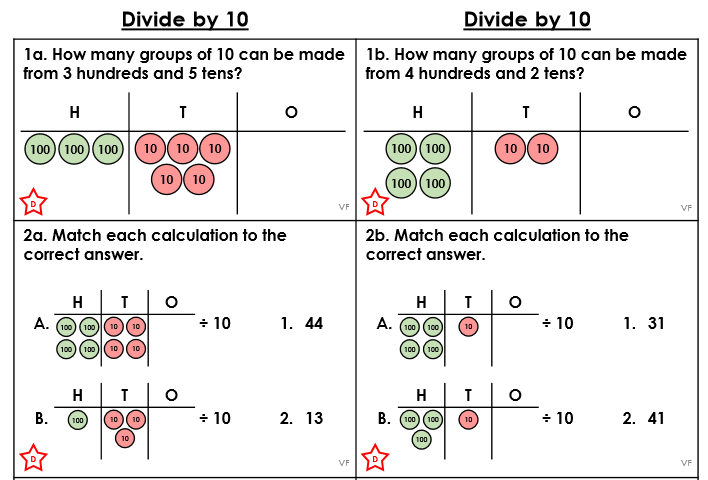 Divide by 10
Divide by 10
1a. How many groups of 10 can be made
from 3 hundreds and 5 tens?
H T O
100 100 100 10 10 10
10 10
D
VF
1b. How many groups of 10 can be made
from 4 hundreds and 2 tens?
H T O
100 100 10 10
100 100
D
VF
2a. Match each calculation to the
correct answer.
H T O
A. 100 100 10 10 ÷ 10 1. 44
100 100 10 10
H T O
B. 100 10 10 ÷ 10 2. 13
10
D
VF
2b. Match each calculation to the
correct answer.
H T O
A. 100 100 10 ÷ 10 1. 31
100 100
H T O
B. 100 100 10 ÷ 10 2. 41
100
D
VF